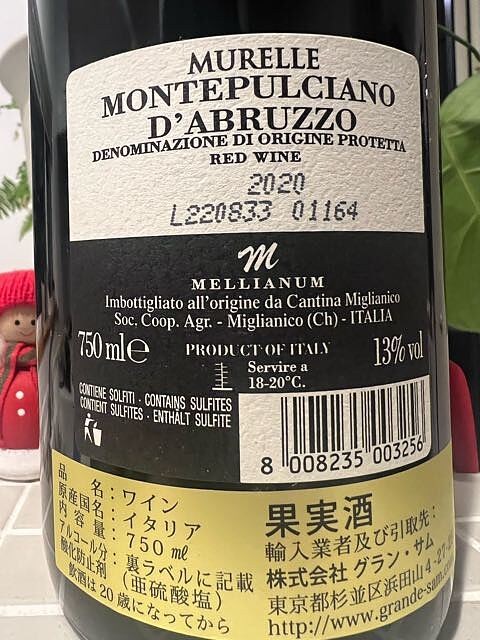 MURELLE
MONTEPULCIANO
D'ABRUZZO
DENOMINAZIONE DI ORIGINE PROTETTA
RED WINE
2020
L220833 01164
m
MELLIANUM
Imbottigliato all'origine da Cantina Miglianico
Soc. Coop. Agr. - Miglianico (Ch) - ITALIA
750 ml℮ PRODUCT OF ITALY 13% vol
Servire a
18-20°C.
CONTIENE SOLFITI · CONTAINS SULFITES
CONTIENT SULFITES · ENTHÄLT SULFITE
8 008235 003256
品名：ワイン
原産国名：イタリア
内容量：750 ml
アルコール分：裏ラベルに記載
酸化防止剤（亜硫酸塩）
飲酒は20歳になってから
果実酒
輸入業者及び引取先：
株式会社 グラン・サム
東京都杉並区浜田山4-27-
http://www.grande-sam.